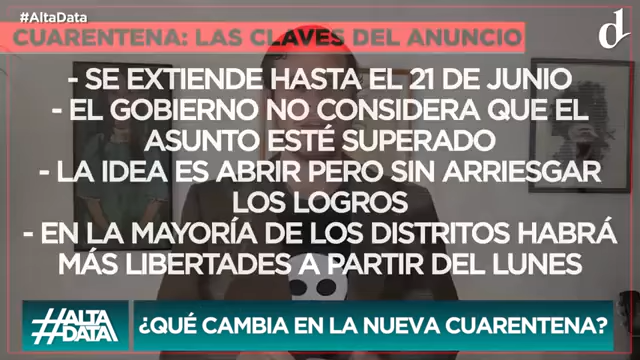 #AltaData
CUARENTENA: LAS CLAVES DEL ANUNCIO
d
- SE EXTIENDE HASTA EL 21 DE JUNIO
- EL GOBIERNO NO CONSIDERA QUE EL
ASUNTO ESTÉ SUPERADO
- LA IDEA ES ABRIR PERO SIN ARRIESGAR
LOS LOGROS
- EN LA MAYORÍA DE LOS DISTRITOS HABRÁ
MÁS LIBERTADES A PARTIR DEL LUNES
#ALTA
DATA
¿QUÉ CAMBIA EN LA NUEVA CUARENTENA?